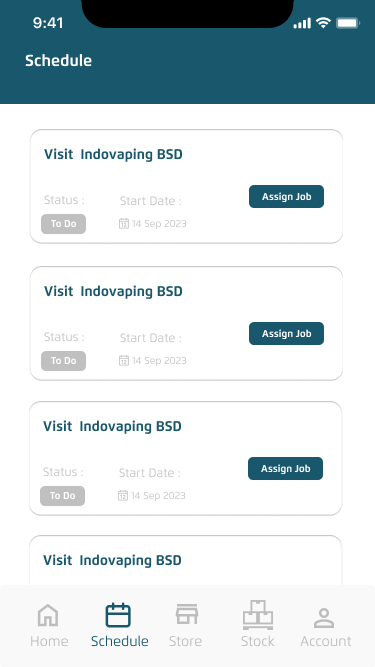 9:41
Schedule
Visit Indovaping BSD
Status :
Start Date :
Assign Job
To Do
14 Sep 2023
Visit Indovaping BSD
Status :
Start Date :
Assign Job
To Do
14 Sep 2023
Visit Indovaping BSD
Status :
Start Date :
Assign Job
To Do
14 Sep 2023
Visit Indovaping BSD
Home Schedule Store Stock Account